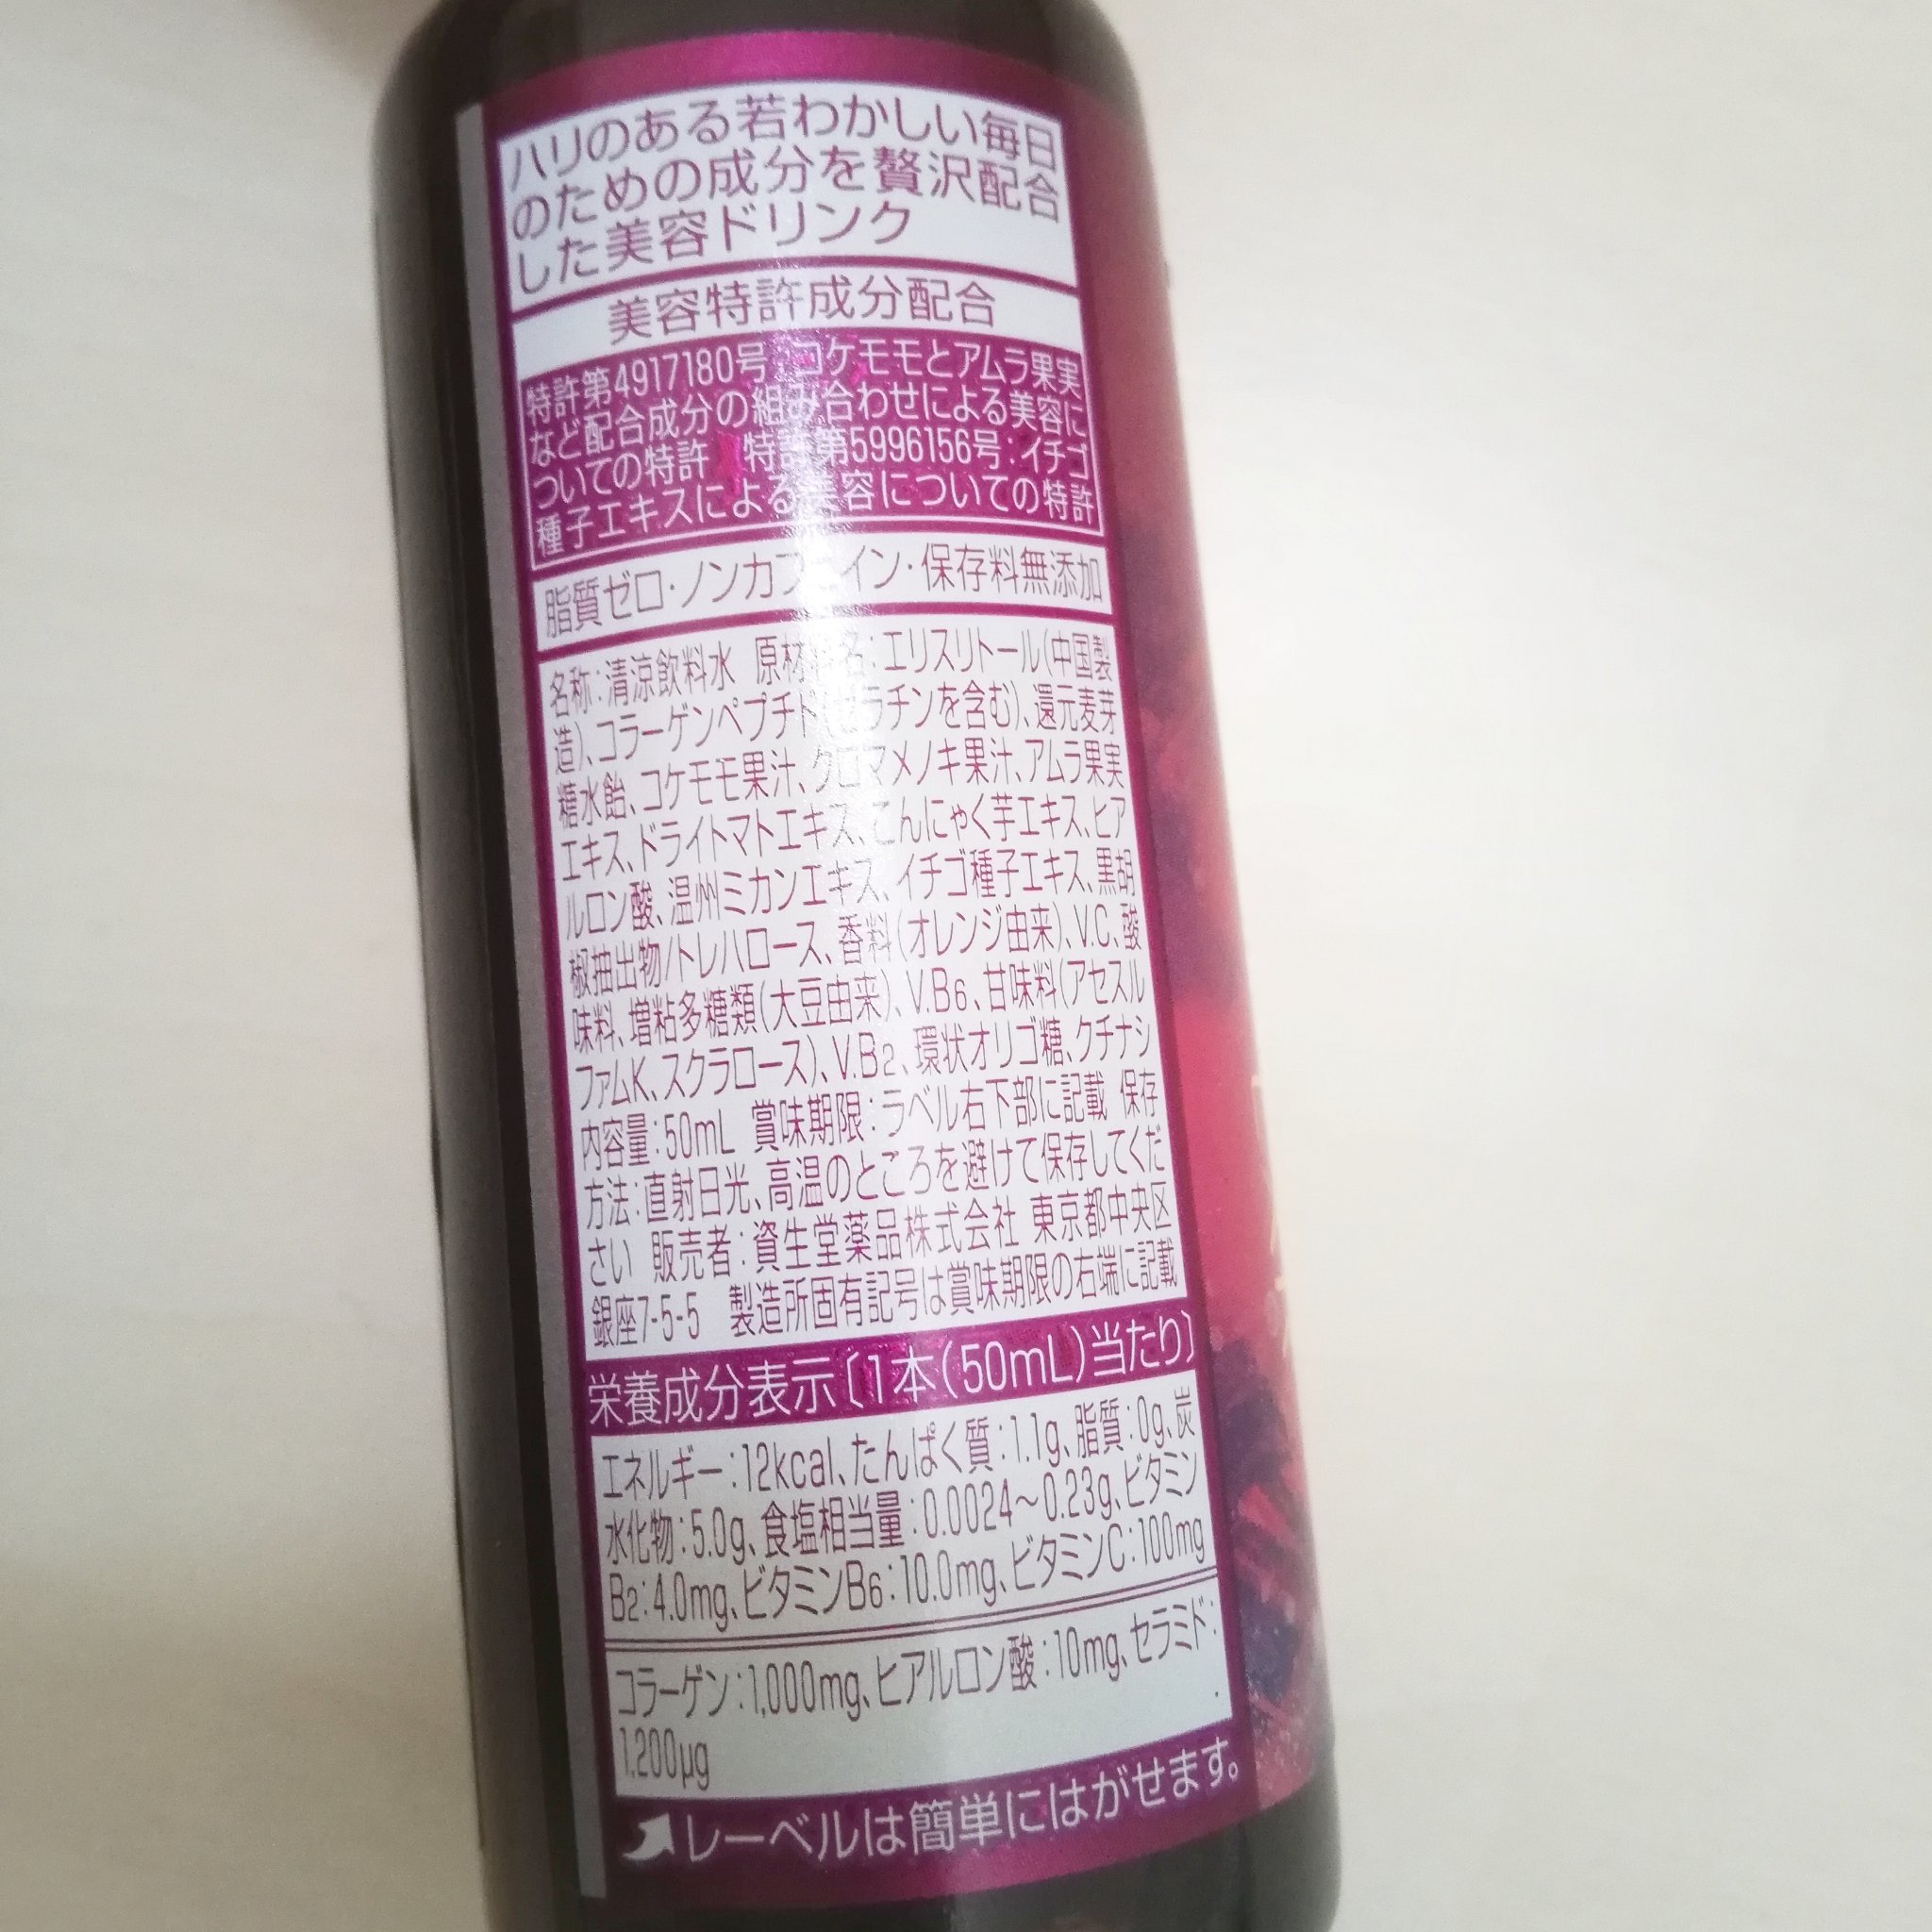 ハリのある若わかしい毎日
のための成分を贅沢配合
した美容ドリンク
美容特許成分配合
特許第4917180号:コケモモとアムラ果実
など配合成分の組み合わせによる美容に
ついての特許 特許第5996156号:イチゴ
種子エキスによる美容についての特許
脂質ゼロ・ノンカフェイン・保存料無添加
名称:清涼飲料水 原材料名:エリスリトール(中国製
造)、コラーゲンペプチド(ゼラチンを含む)、還元麦芽
糖水飴、コケモモ果汁、クロマメノキ果汁、アムラ果実
エキス、ドライトマトエキス、こんにゃく芋エキス、ヒア
ルロン酸、温州ミカンエキス、イチゴ種子エキス、黒胡
椒抽出物/トレハロース、香料(オレンジ由来)、V.C、酸
味料、増粘多糖類(大豆由来)、V.B6、甘味料(アセスル
ファムK、スクラロース)、V.B2、環状オリゴ糖、クチナシ
内容量:50mL 賞味期限:ラベル右下部に記載 保存
方法:直射日光、高温のところを避けて保存してくだ
さい 販売者:資生堂薬品株式会社 東京都中央区
銀座7-5-5 製造所固有記号は賞味期限の右端に記載
栄養成分表示〔1本(50mL)当たり〕
エネルギー:12kcal、たんぱく質:1.1g、脂質:0g、炭
水化物:5.0g、食塩相当量:0.0024～0.23g、ビタミン
B2:4.0mg、ビタミンB6:10.0mg、ビタミンC:100mg
コラーゲン:1,000mg、ヒアルロン酸:10mg、セラミド:
1,200μg
レーベルは簡単にはがせます。